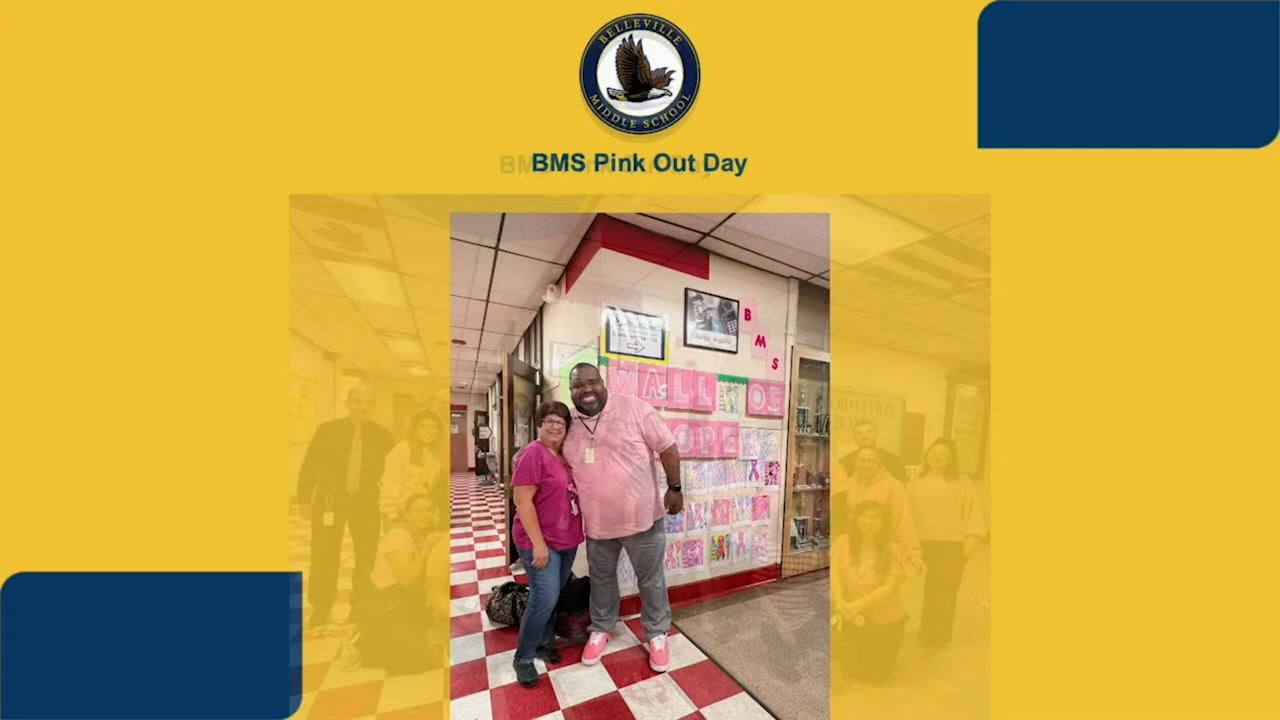 BELLEVILLE
MIDDLE SCHOOL
BMS Pink Out Day
B
M
S
WALL OF
HOPE